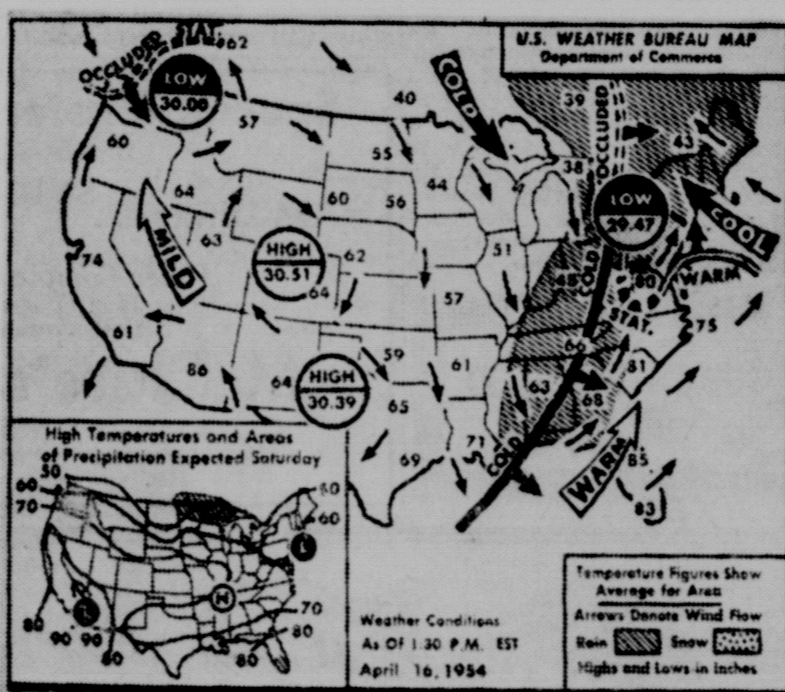 U.S. WEATHER BUREAU MAP
Department of Commerce
OCCLUDED
STAT.
62
LOW
30.00
60
57
40
COLD
39
OCCLUDED
43
55
38
64
60
56
44
LOW
29.47
8
COOL
63
MILD
74
HIGH
30.51
62
64
51
48
COLD
80
WARM
57
STAT.
75
61
86
59
66
64
HIGH
30.39
61
63
81
65
68
71
COLD
69
WARM
85
83
High Temperatures and Areas
of Precipitation Expected Saturday
50
60
70
60
60
L
H
70
L
70
80
80
90
90
80
80
80
Weather Conditions
As Of 1:30 P.M. EST
April 16, 1954
Temperature Figures Show
Average for Area
Arrows Denote Wind Flow
Rain
Snow
Highs and Lows in Inches